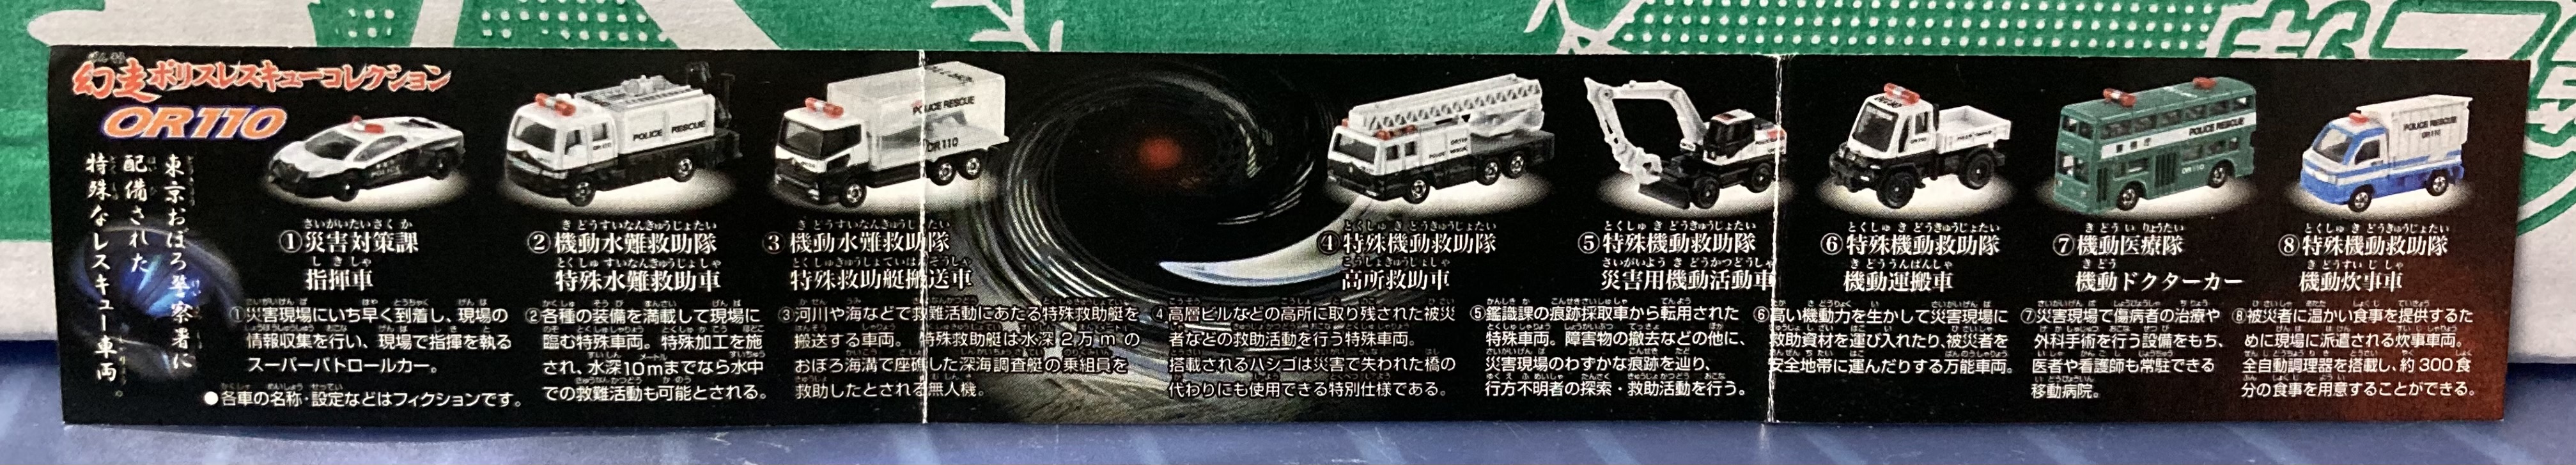 幻走ポリスレスキューコレクション
OR110
東京おぼろ警察署に
配備された
特殊なレスキュー車両。
①災害対策課
指揮車
①災害現場にいち早く到着し、現場の
情報収集を行い、現場で指揮を執る
スーパーパトロールカー。
●各車の名称・設定などはフィクションです。
POLICE RESCUE
②機動水難救助隊
特殊水難救助車
②各種の装備を満載して現場に
臨む特殊車両。特殊加工を施
され、水深10mまでなら水中
での救難活動も可能とされる。
POLICE RESCUE
OR110
③機動水難救助隊
特殊救助艇搬送車
③河川や海などで救難活動にあたる特殊救助艇を
搬送する車両。特殊救助艇は水深2万mの
おぼろ海溝で座礁した深海調査艇の乗組員を
救助したとされる無人機。
④特殊機動救助隊
高所救助車
④高層ビルなどの高所に取り残された被災
者などの救助活動を行う特殊車両。
搭載されるハシゴは災害で失われた橋の
代わりにも使用できる特別仕様である。
⑤特殊機動救助隊
災害用機動活動車
⑤鑑識課の痕跡採取車から転用された
特殊車両。障害物の撤去などの他に、
災害現場のわずかな痕跡を辿り、
行方不明者の探索・救助活動を行う。
⑥特殊機動救助隊
機動運搬車
⑥高い機動力を生かして災害現場に
救助資材を運び入れたり、被災者を
安全地帯に運んだりする万能車両。
POLICE RESCUE
OR110
⑦機動医療隊
機動ドクターカー
⑦災害現場で傷病者の治療や
外科手術を行う設備をもち、
医者や看護師も常駐できる
移動病院。
POLICE RESCUE
OR110
⑧特殊機動救助隊
機動炊事車
⑧被災者に温かい食事を提供するた
めに現場に派遣される炊事車両。
全自動調理器を搭載し、約300食
分の食事を用意することができる。